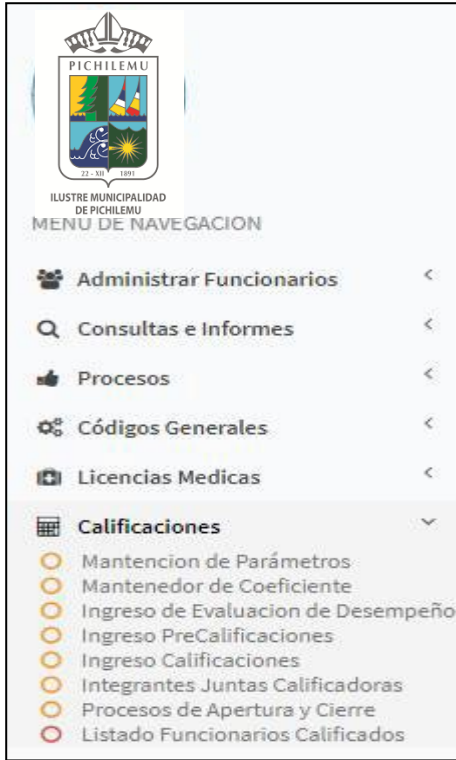 PICHILEMU
22 - XII 1891
ILUSTRE MUNICIPALIDAD
DE PICHILEMU
MENU DE NAVEGACION
Administrar Funcionarios
Consultas e Informes
Procesos
Códigos Generales
Licencias Medicas
Calificaciones
Mantencion de Parámetros
Mantenedor de Coeficiente
Ingreso de Evaluacion de Desempeño
Ingreso PreCalificaciones
Ingreso Calificaciones
Integrantes Juntas Calificadoras
Procesos de Apertura y Cierre
Listado Funcionarios Calificados